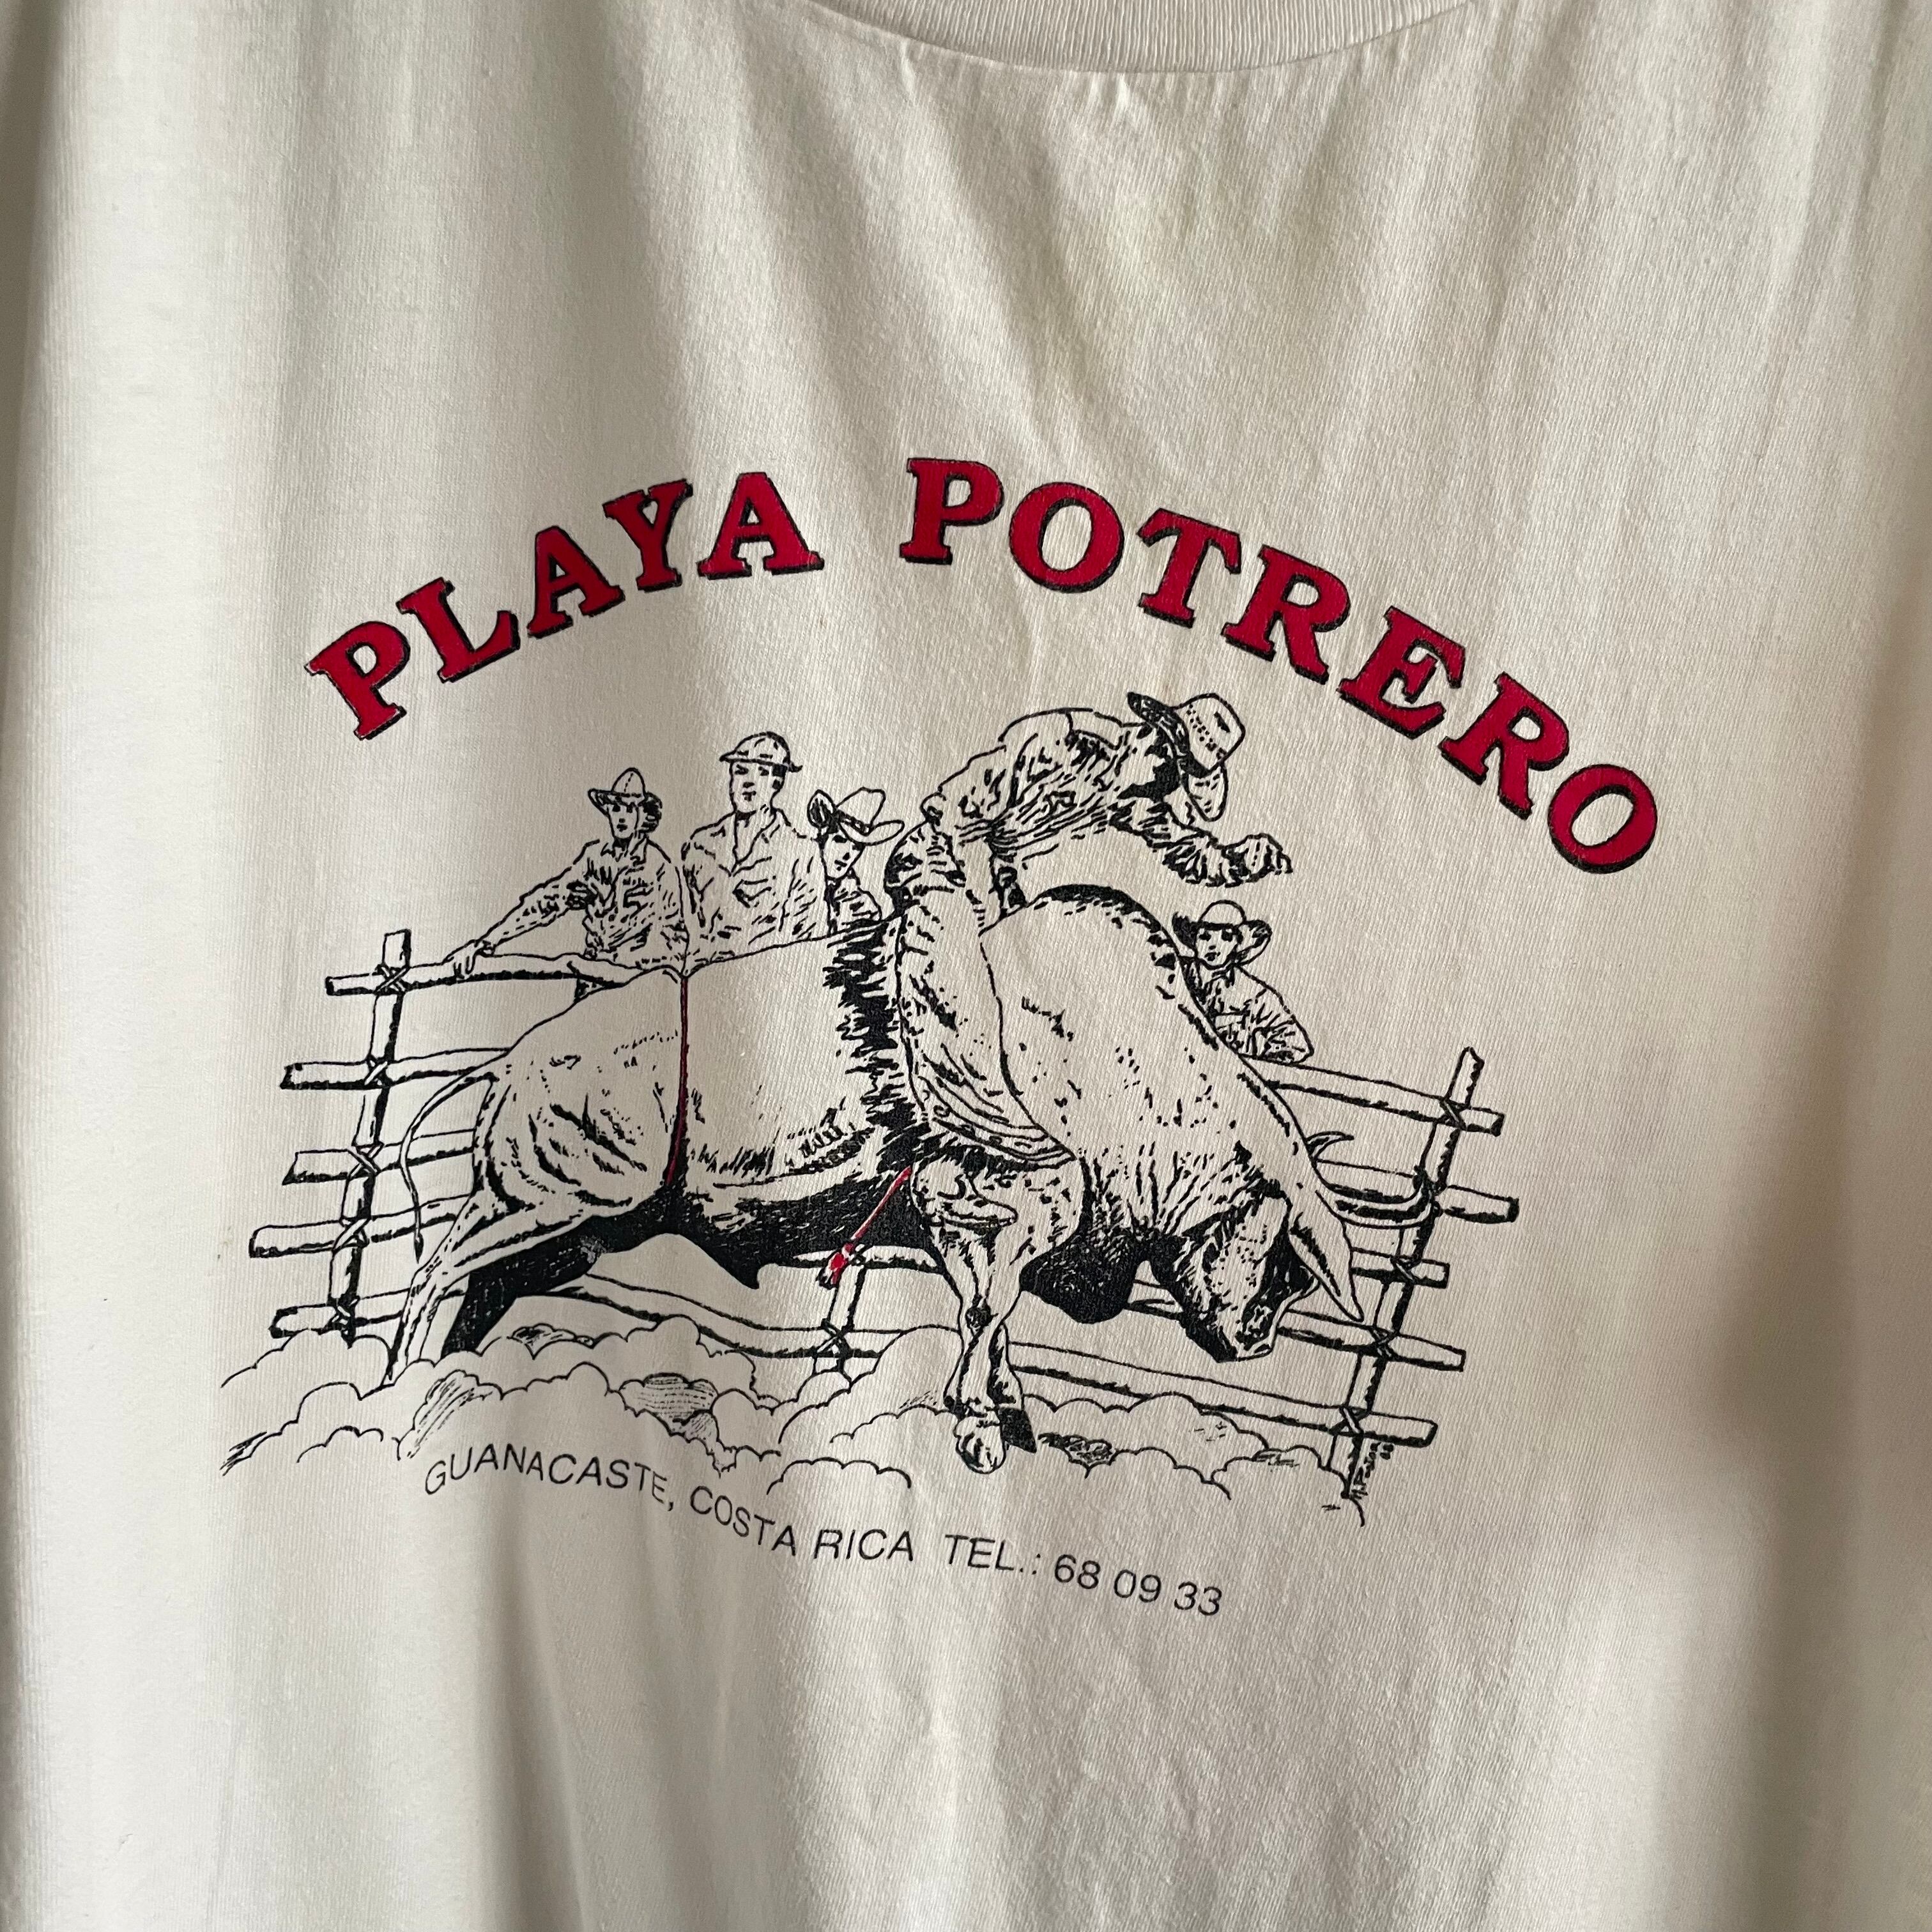 PLAYA POTRERO
GUANACASTE, COSTA RICA TEL.: 68 09 33